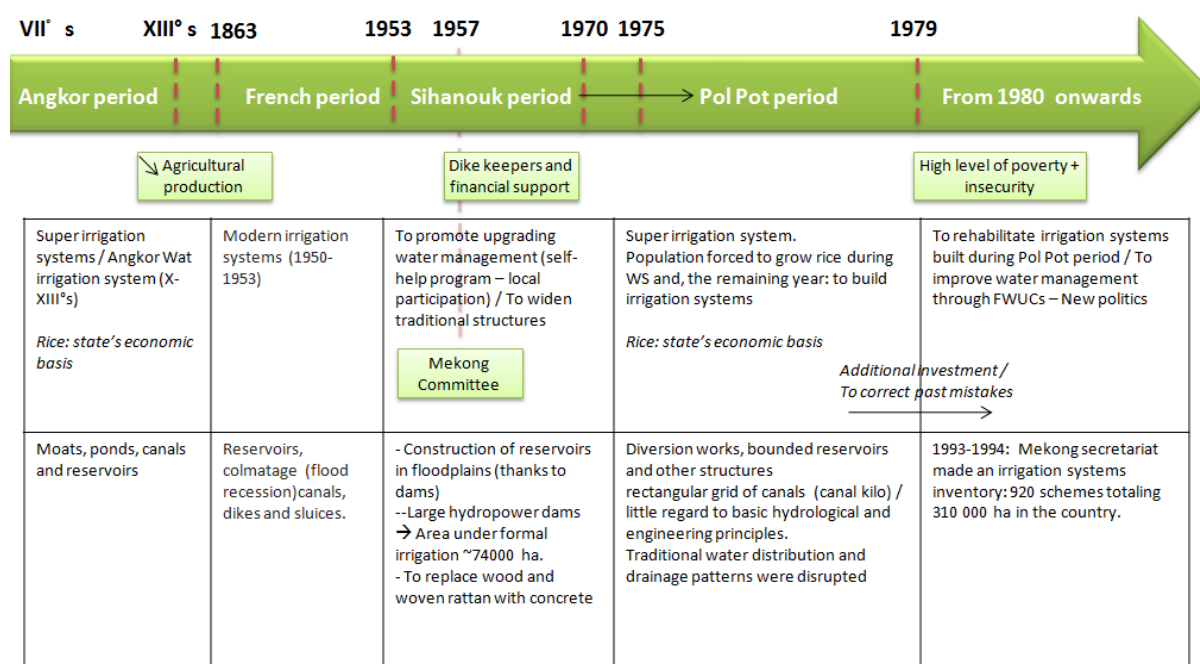 VII° s XIII° s 1863 1953 1957 1970 1975 1979
Angkor period French period Sihanouk period Pol Pot period From 1980 onwards
↘ Agricultural
production
Dike keepers and
financial support
High level of poverty +
insecurity
Super irrigation
systems / Angkor Wat
irrigation system (X-
XIII°s)
Rice: state's economic
basis
Modern irrigation
systems (1950-
1953)
To promote upgrading
water management (self-
help program – local
participation) / To widen
traditional structures
Mekong
Committee
Super irrigation system.
Population forced to grow rice during
WS and, the remaining year: to build
irrigation systems
Rice: state's economic basis
Additional investment /
To correct past mistakes
To rehabilitate irrigation systems
built during Pol Pot period / To
improve water management
through FWUCs – New politics
Moats, ponds, canals
and reservoirs
Reservoirs,
colmatage (flood
recession)canals,
dikes and sluices.
- Construction of reservoirs
in floodplains (thanks to
dams)
--Large hydropower dams
→ Area under formal
irrigation ~74000 ha.
- To replace wood and
woven rattan with concrete
Diversion works, bounded reservoirs
and other structures
rectangular grid of canals (canal kilo) /
little regard to basic hydrological and
engineering principles.
Traditional water distribution and
drainage patterns were disrupted
1993-1994: Mekong secretariat
made an irrigation systems
inventory: 920 schemes totaling
310 000 ha in the country.